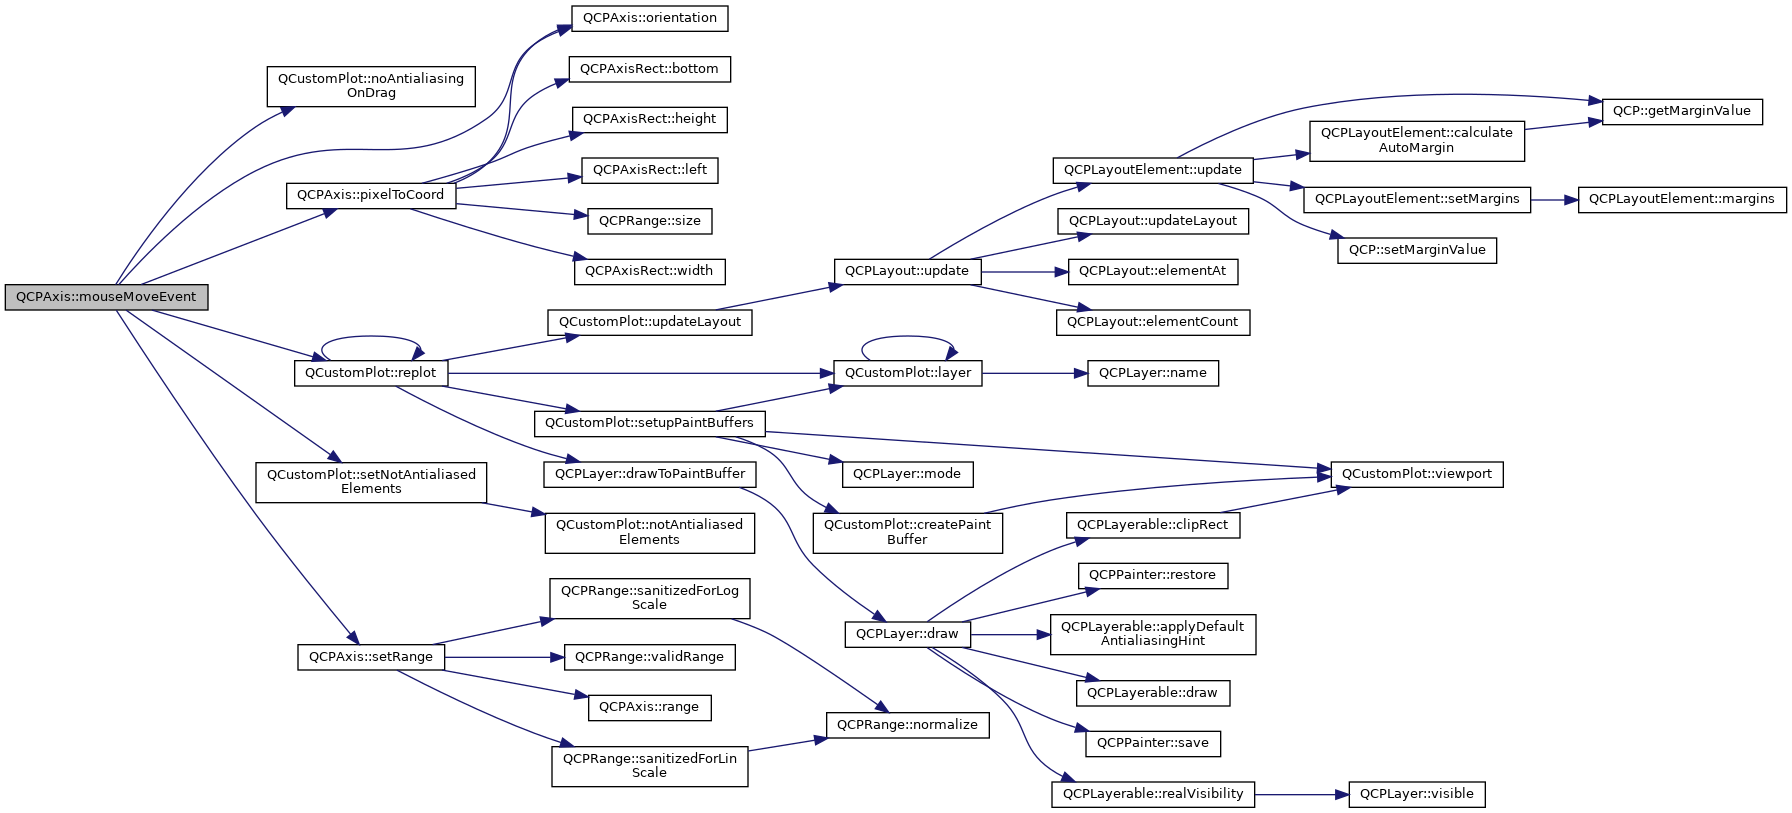 QCPAxis::mouseMoveEvent
QCustomPlot::noAntialiasing
OnDrag
QCPAxis::pixelToCoord
QCustomPlot::replot
QCustomPlot::setNotAntialiased
Elements
QCPAxis::setRange
QCPAxis::orientation
QCPAxisRect::bottom
QCPAxisRect::height
QCPAxisRect::left
QCPRange::size
QCPAxisRect::width
QCustomPlot::updateLayout
QCustomPlot::setupPaintBuffers
QCPLayer::drawToPaintBuffer
QCustomPlot::notAntialiased
Elements
QCPRange::sanitizedForLog
Scale
QCPRange::validRange
QCPAxis::range
QCPRange::sanitizedForLin
Scale
QCPLayout::update
QCustomPlot::layer
QCPLayer::mode
QCustomPlot::createPaint
Buffer
QCPLayer::draw
QCPRange::normalize
QCPLayoutElement::update
QCPLayout::updateLayout
QCPLayout::elementAt
QCPLayout::elementCount
QCPLayer::name
QCPLayerable::clipRect
QCPPainter::restore
QCPLayerable::applyDefault
AntialiasingHint
QCPLayerable::draw
QCPPainter::save
QCPLayerable::realVisibility
QCPLayoutElement::calculate
AutoMargin
QCPLayoutElement::setMargins
QCP::setMarginValue
QCustomPlot::viewport
QCPLayer::visible
QCP::getMarginValue
QCPLayoutElement::margins